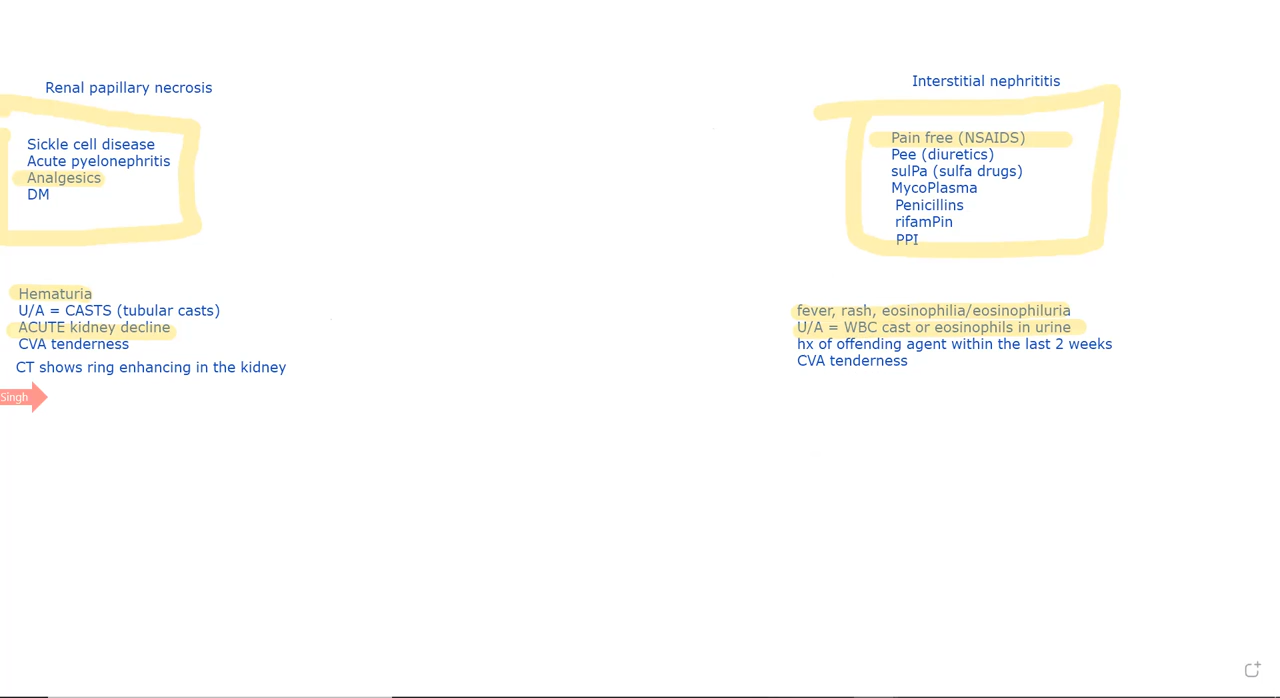 Renal papillary necrosis
Sickle cell disease
Acute pyelonephritis
Analgesics
DM
Hematuria
U/A = CASTS (tubular casts)
ACUTE kidney decline
CVA tenderness
CT shows ring enhancing in the kidney
Singh
Interstitial nephrititis
Pain free (NSAIDS)
Pee (diuretics)
sulPa (sulfa drugs)
MycoPlasma
Penicillins
rifamPin
PPI
fever, rash, eosinophilia/eosinophiluria
U/A = WBC cast or eosinophils in urine
hx of offending agent within the last 2 weeks
CVA tenderness